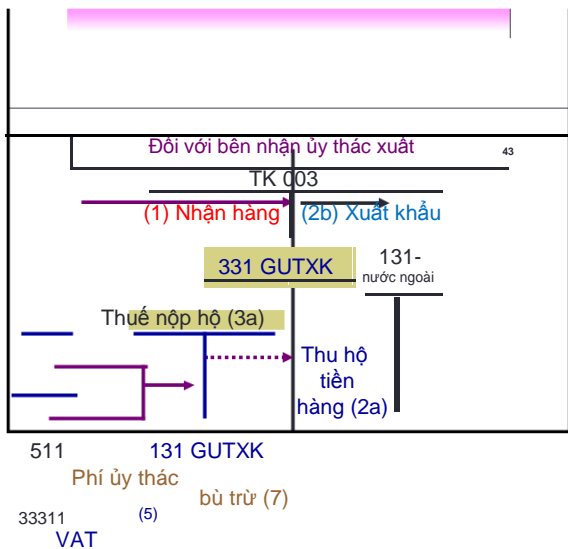 Đối với bên nhận ủy thác xuất
43
TK 003
(1) Nhận hàng
(2b) Xuất khẩu
331 GUTXK
131-
nước ngoài
Thuế nộp hộ (3a)
Thu hộ
tiền
hàng (2a)
511
131 GUTXK
Phí ủy thác
bù trừ (7)
33311
(5)
VAT